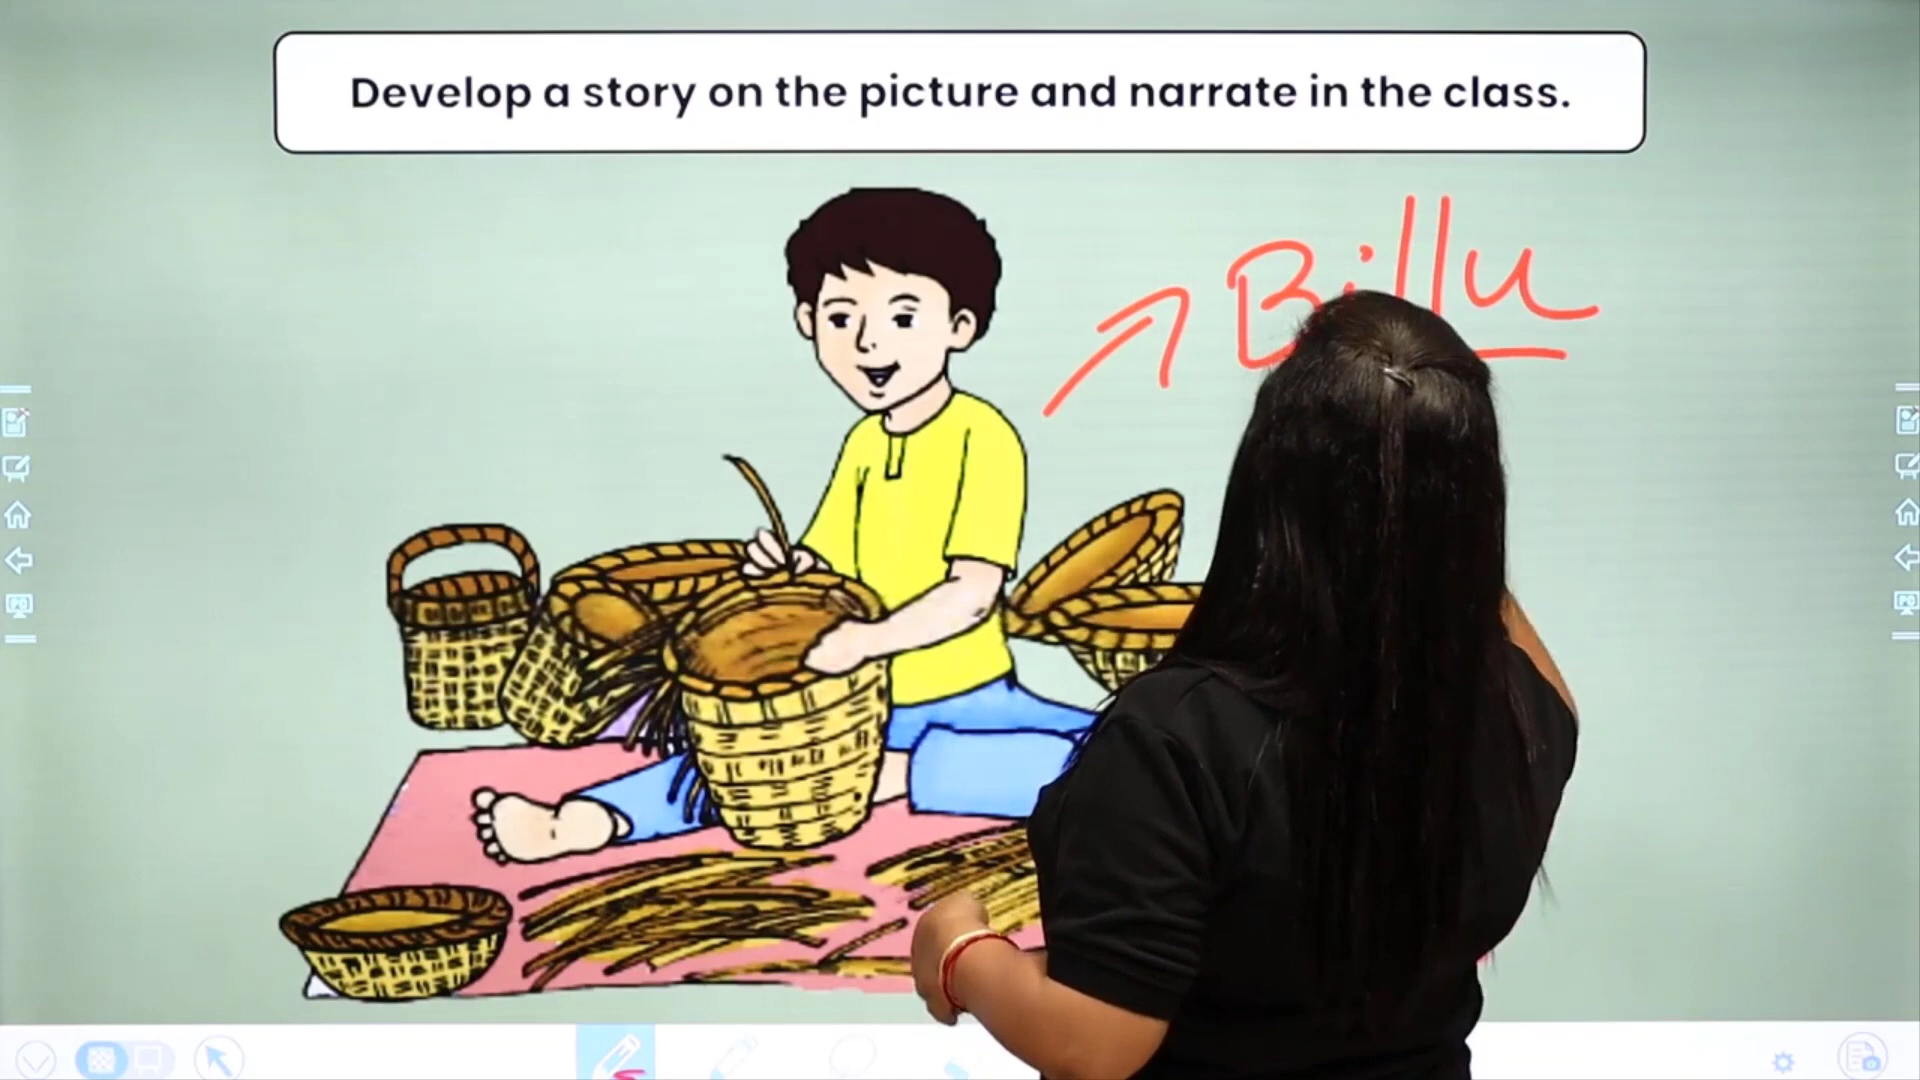 Develop a story on the picture and narrate in the class.
Billu